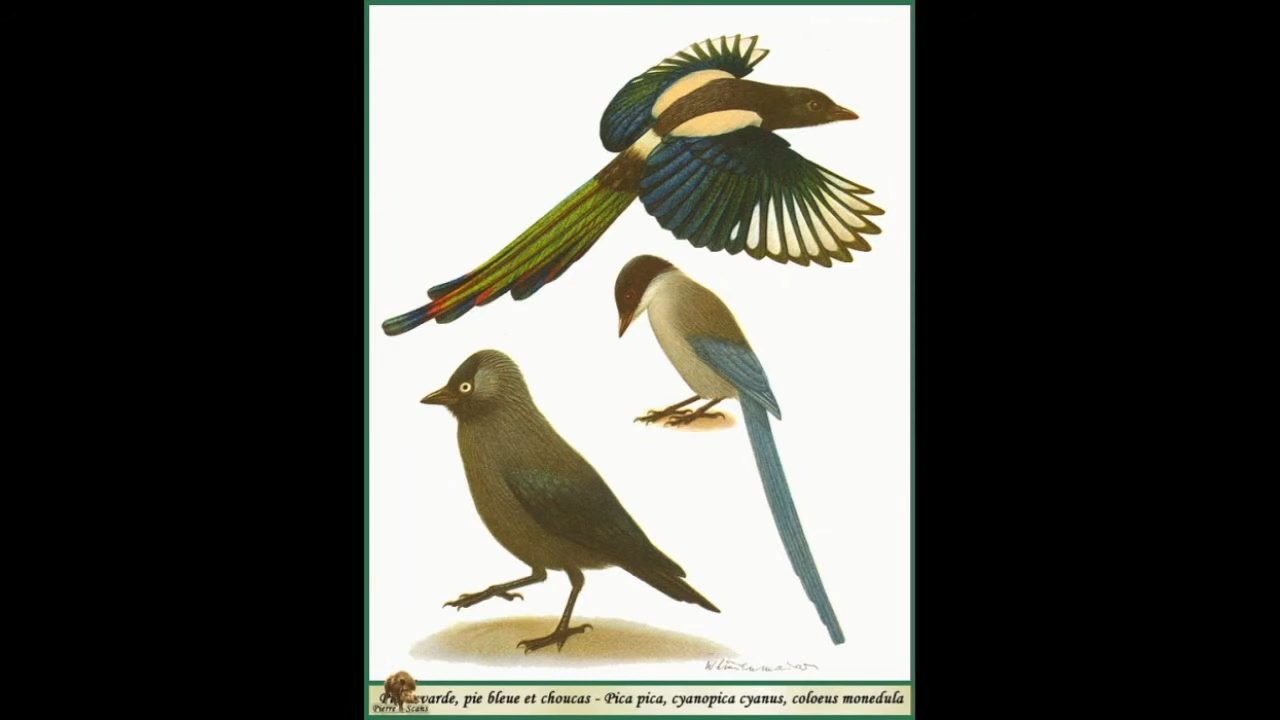 varde, pie bleue et choucas - Pica pica, cyanopica cyanus, coloeus monedula
Pierre Scans